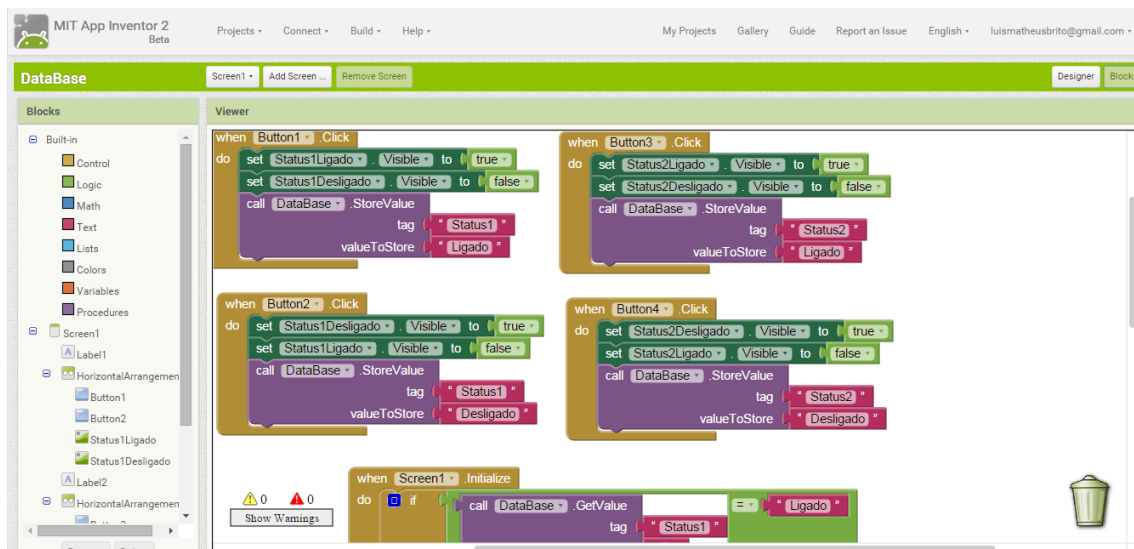 MIT App Inventor 2
Beta
Projects Connect Build Help My Projects Gallery Guide Report an Issue English luismatheusbrito@gmail.com
DataBase Screen1 Add Screen ... Remove Screen Designer Block
Blocks
Built-in
Control
Logic
Math
Text
Lists
Colors
Variables
Procedures
Screen1
Label1
HorizontalArrangemen
Button1
Button2
Status1Ligado
Status1Desligado
Label2
HorizontalArrangemen
Viewer
when Button1 .Click
do set Status1Ligado . Visible to true
set Status1Desligado . Visible to false
call DataBase .StoreValue
tag " Status1 "
valueToStore " Ligado "
when Button3 .Click
do set Status2Ligado . Visible to true
set Status2Desligado . Visible to false
call DataBase .StoreValue
tag " Status2 "
valueToStore " Ligado "
when Button2 .Click
do set Status1Desligado . Visible to true
set Status1Ligado . Visible to false
call DataBase .StoreValue
tag " Status1 "
valueToStore " Desligado "
when Button4 .Click
do set Status2Desligado . Visible to true
set Status2Ligado . Visible to false
call DataBase .StoreValue
tag " Status2 "
valueToStore " Desligado "
when Screen1 .Initialize
do if call DataBase .GetValue = " Ligado "
tag " Status1 "
0 0
Show Warnings